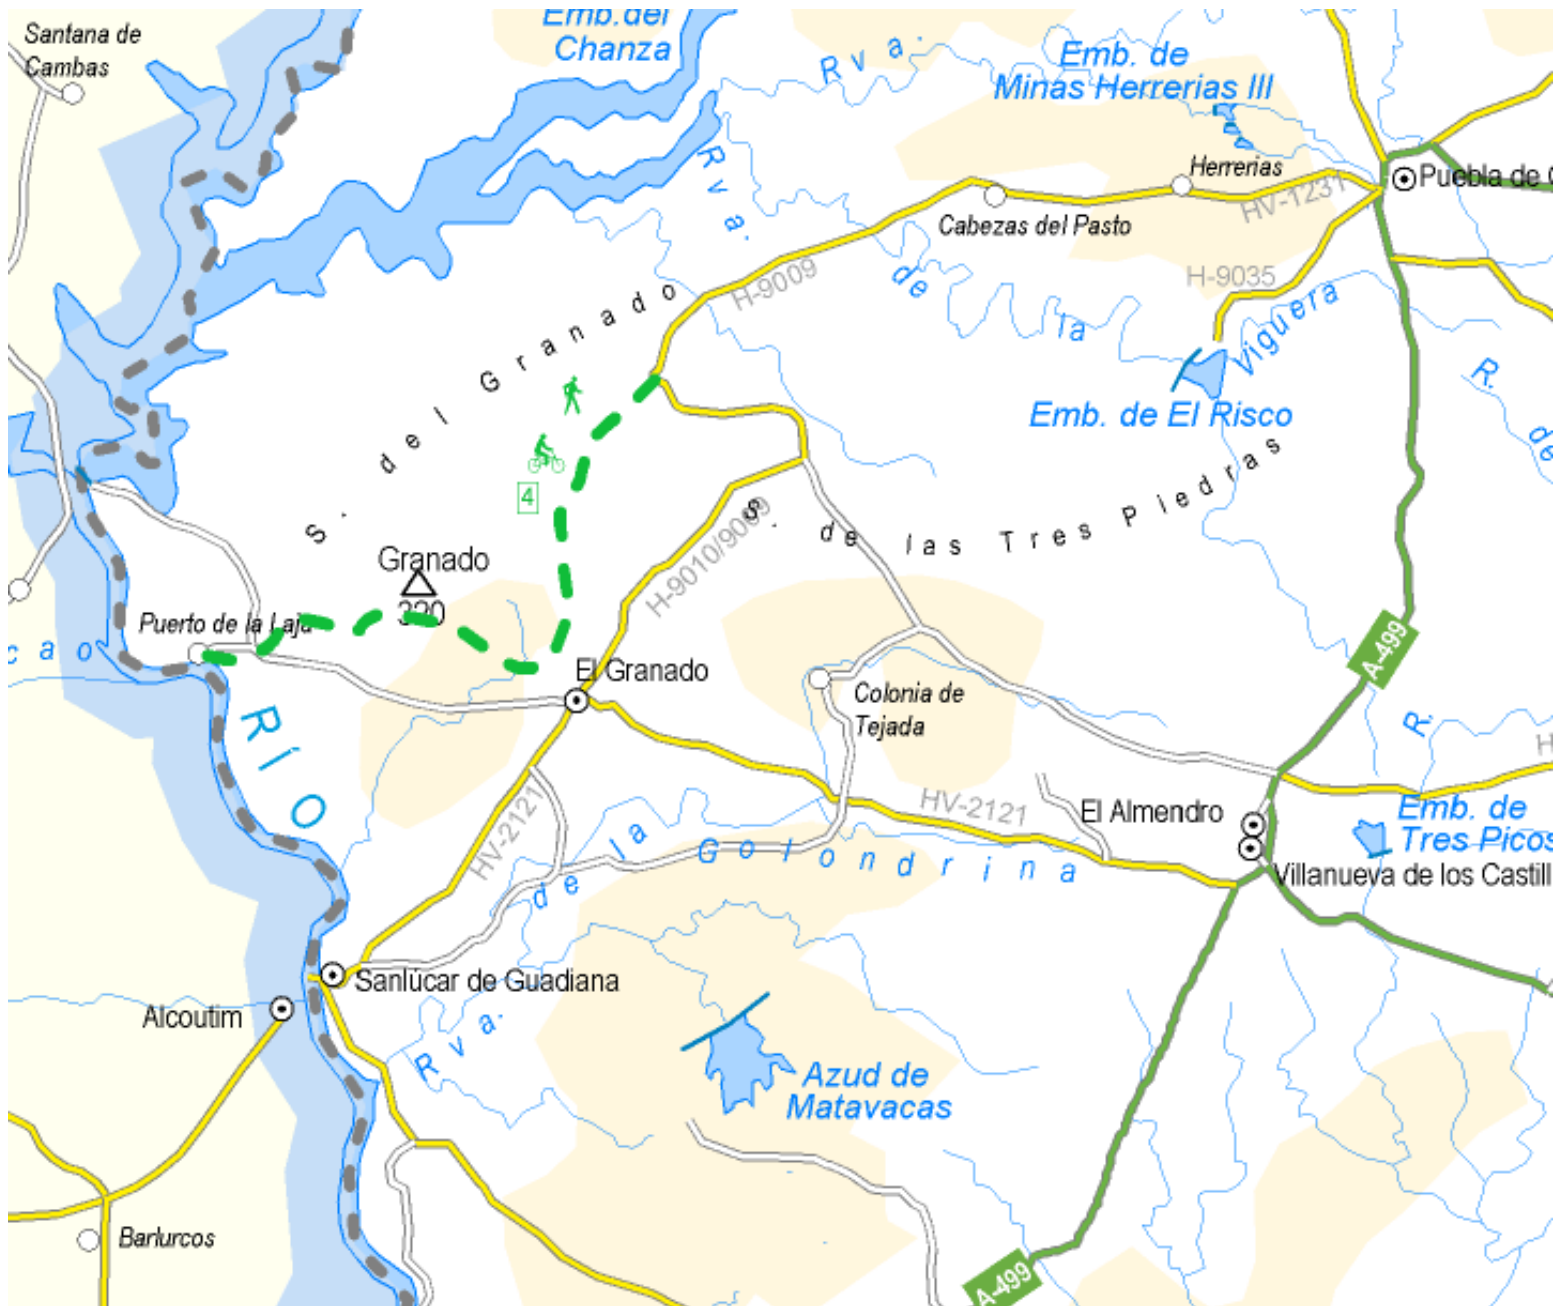 Santana de
Cambas
Emb. del
Chanza
Rva.
Emb. de
Minas Herrerias III
Herrerias
Puebla de
HV-1231
Cabezas del Pasto
H-9035
Rva.
de
la
Viguera
H-9009
Emb. de El Risco
R.
de
S. del Granado
4
S. de las Tres Piedras
H-9010/9009
Granado
320
Puerto de la Laja
cao
El Granado
A-499
Colonia de
Tejada
RÍO
R.
H
HV-2121
HV-2121
El Almendro
Emb. de
Tres Picos
Villanueva de los Castill
Rva. de la Golondrina
Sanlúcar de Guadiana
Alcoutim
Azud de
Matavacas
Barlurcos
A-499